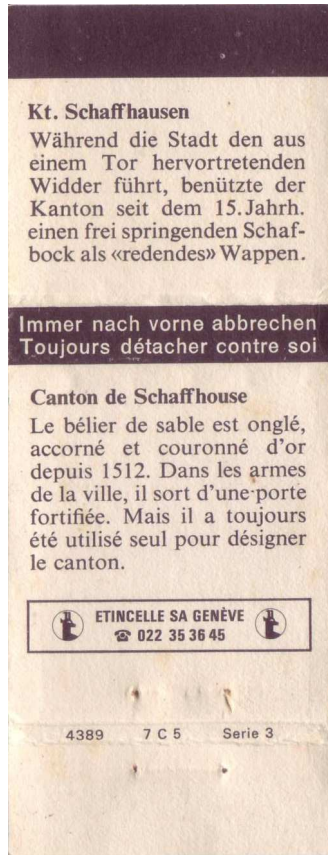 Kt. Schaffhausen
Während die Stadt den aus
einem Tor hervortretenden
Widder führt, benützte der
Kanton seit dem 15. Jahrh.
einen frei springenden Schaf-
bock als «redendes» Wappen.
Immer nach vorne abbrechen
Toujours détacher contre soi
Canton de Schaffhouse
Le bélier de sable est onglé,
accorné et couronné d'or
depuis 1512. Dans les armes
de la ville, il sort d'une porte
fortifiée. Mais il a toujours
été utilisé seul pour désigner
le canton.
ETINCELLE SA GENÈVE
☎ 022 35 36 45
4389 7 C 5 Serie 3